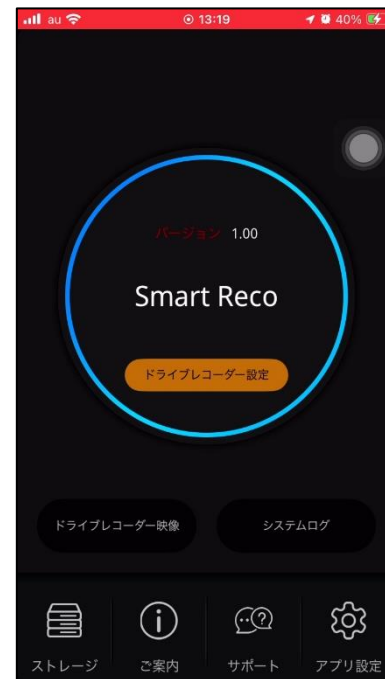 au 13:19 40%
バージョン 1.00
Smart Reco
ドライブレコーダー設定
ドライブレコーダー映像 システムログ
ストレージ ご案内 サポート アプリ設定